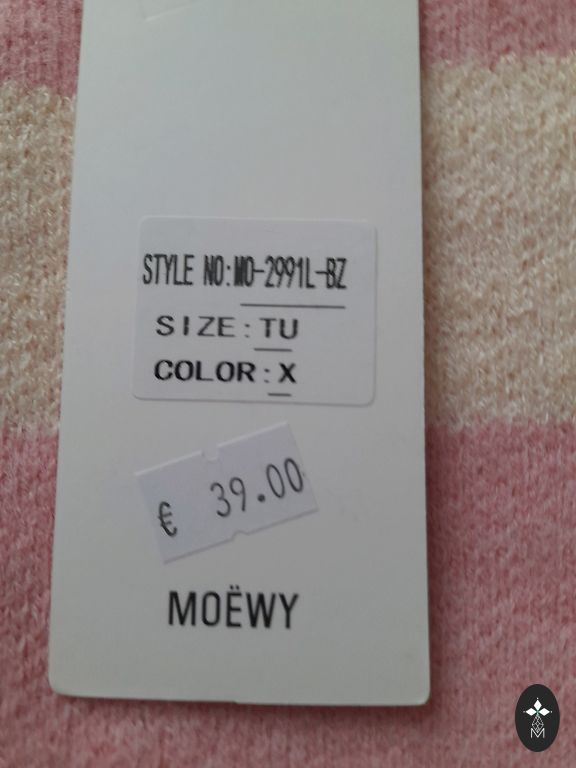 STYLE NO:MO-2991L-BZ
SIZE:TU
COLOR:X
€ 39.00
MOËWY
M